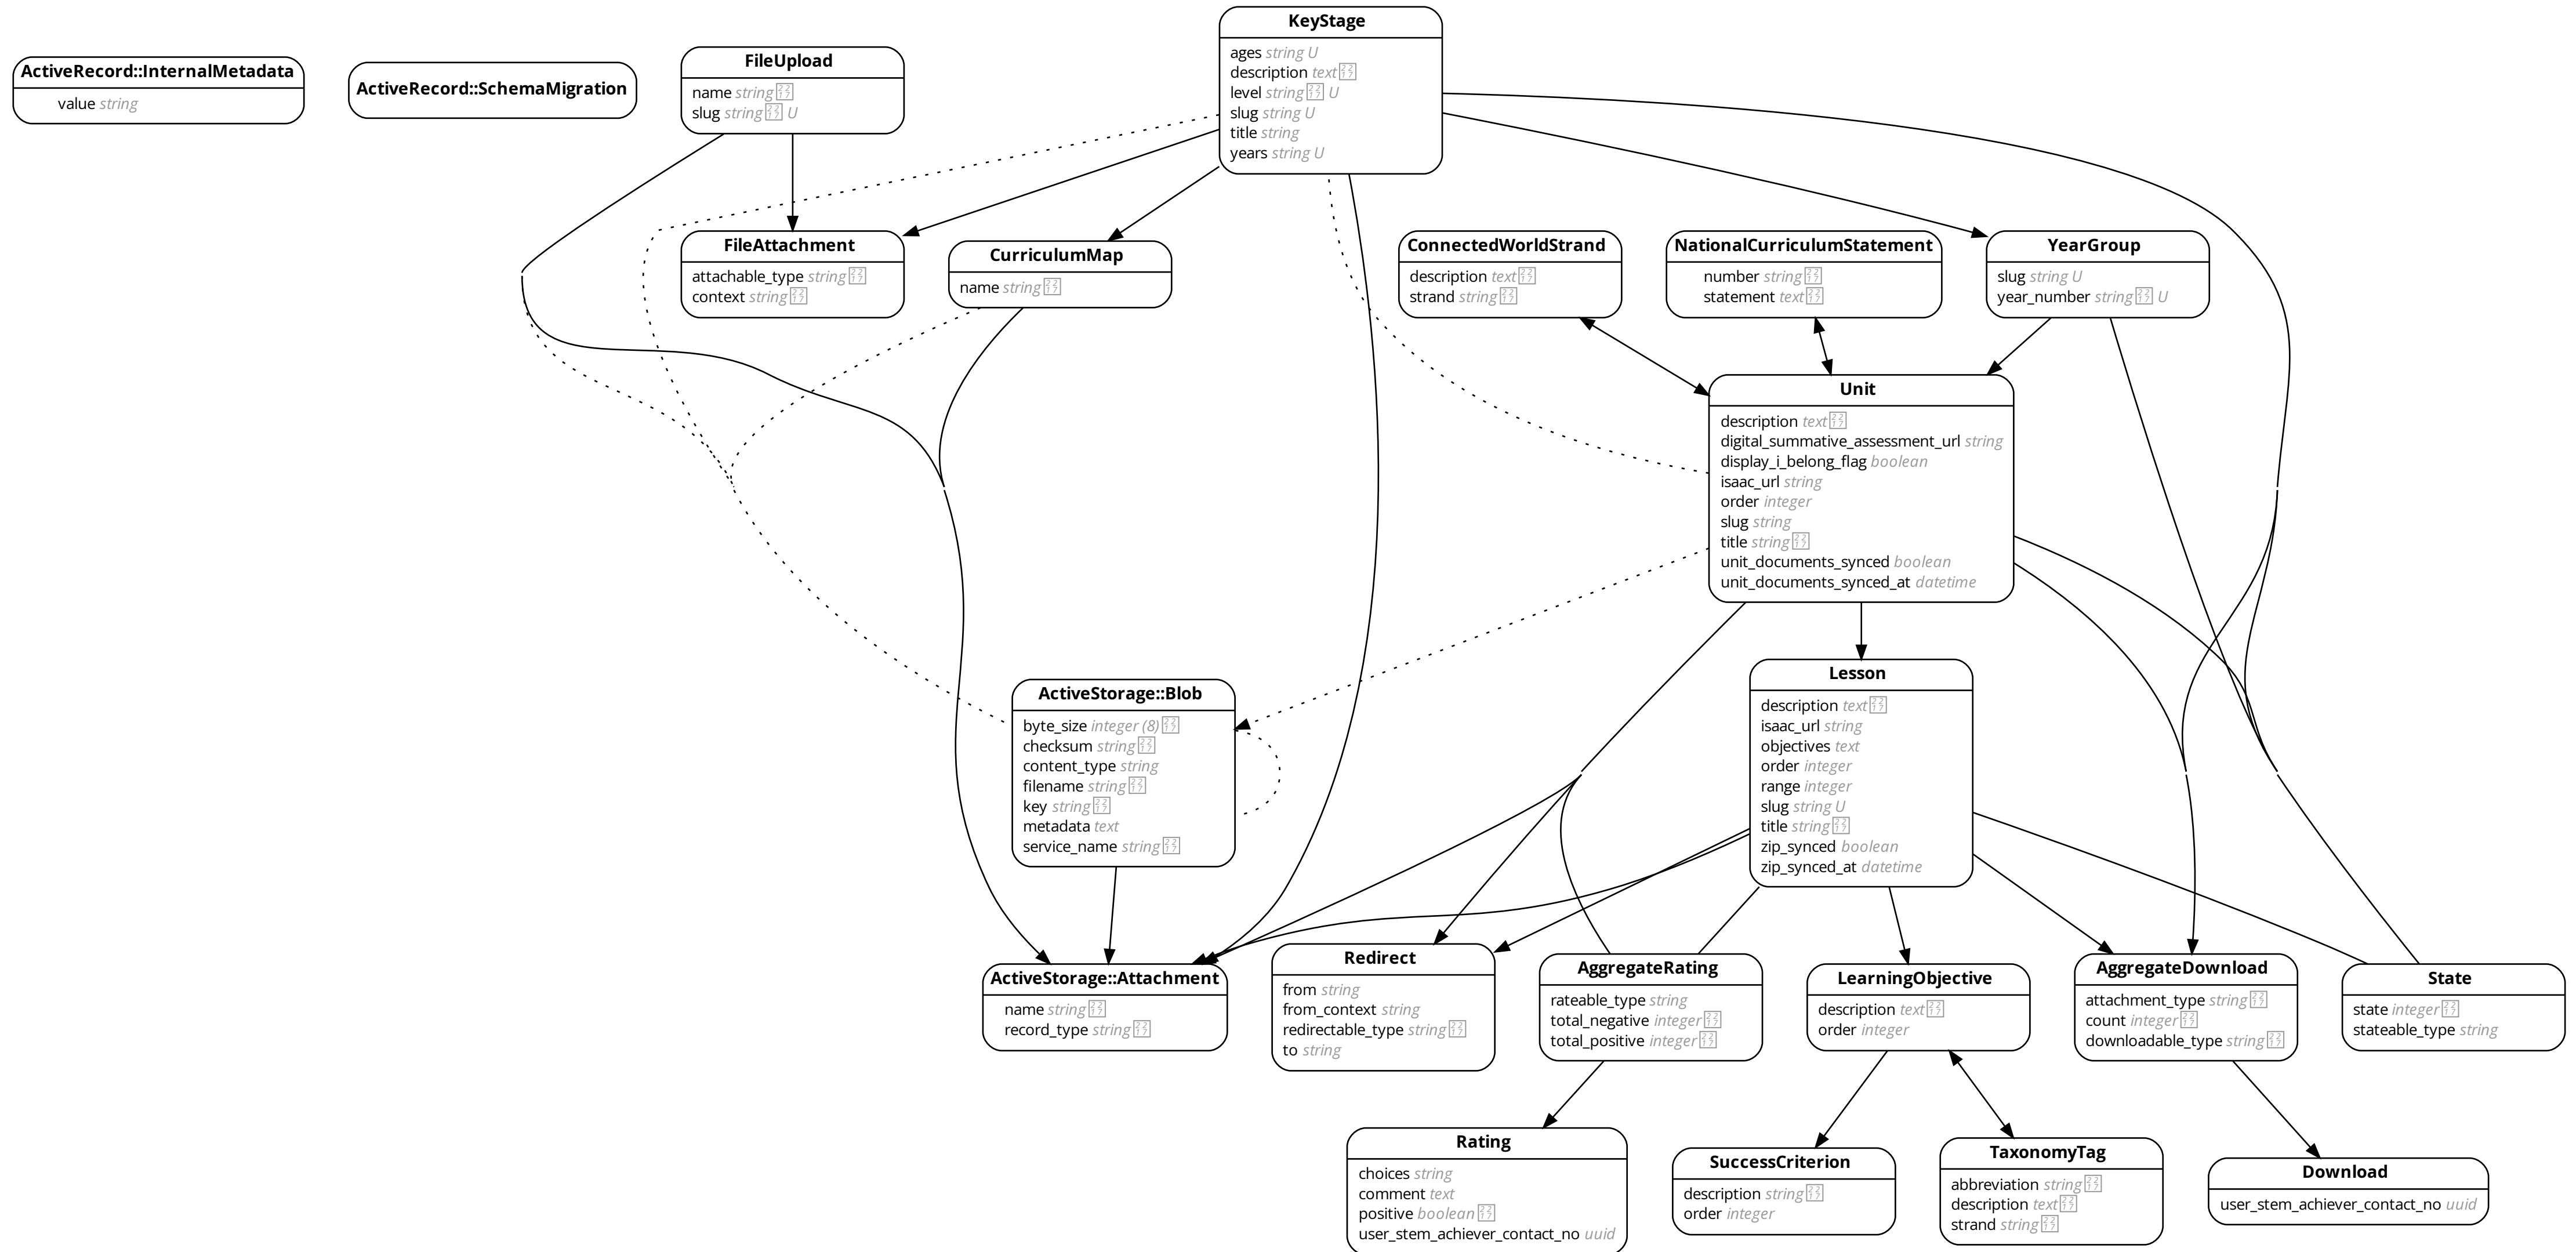 KeyStage
ages string U
description text ∗
level string ∗ U
slug string U
title string
years string U
ActiveRecord::InternalMetadata
value string
ActiveRecord::SchemaMigration
FileUpload
name string ∗
slug string ∗ U
FileAttachment
attachable_type string ∗
context string ∗
CurriculumMap
name string ∗
ConnectedWorldStrand
description text ∗
strand string ∗
NationalCurriculumStatement
number string ∗
statement text ∗
YearGroup
slug string U
year_number string ∗ U
Unit
description text ∗
digital_summative_assessment_url string
display_i_belong_flag boolean
isaac_url string
order integer
slug string
title string ∗
unit_documents_synced boolean
unit_documents_synced_at datetime
ActiveStorage::Blob
byte_size integer (8) ∗
checksum string ∗
content_type string
filename string ∗
key string ∗
metadata text
service_name string ∗
Lesson
description text ∗
isaac_url string
objectives text
order integer
range integer
slug string U
title string ∗
zip_synced boolean
zip_synced_at datetime
ActiveStorage::Attachment
name string ∗
record_type string ∗
Redirect
from string
from_context string
redirectable_type string ∗
to string
AggregateRating
rateable_type string
total_negative integer ∗
total_positive integer ∗
LearningObjective
description text ∗
order integer
AggregateDownload
attachment_type string ∗
count integer ∗
downloadable_type string ∗
State
state integer ∗
stateable_type string
Rating
choices string
comment text
positive boolean ∗
user_stem_achiever_contact_no uuid
SuccessCriterion
description string ∗
order integer
TaxonomyTag
abbreviation string ∗
description text ∗
strand string ∗
Download
user_stem_achiever_contact_no uuid